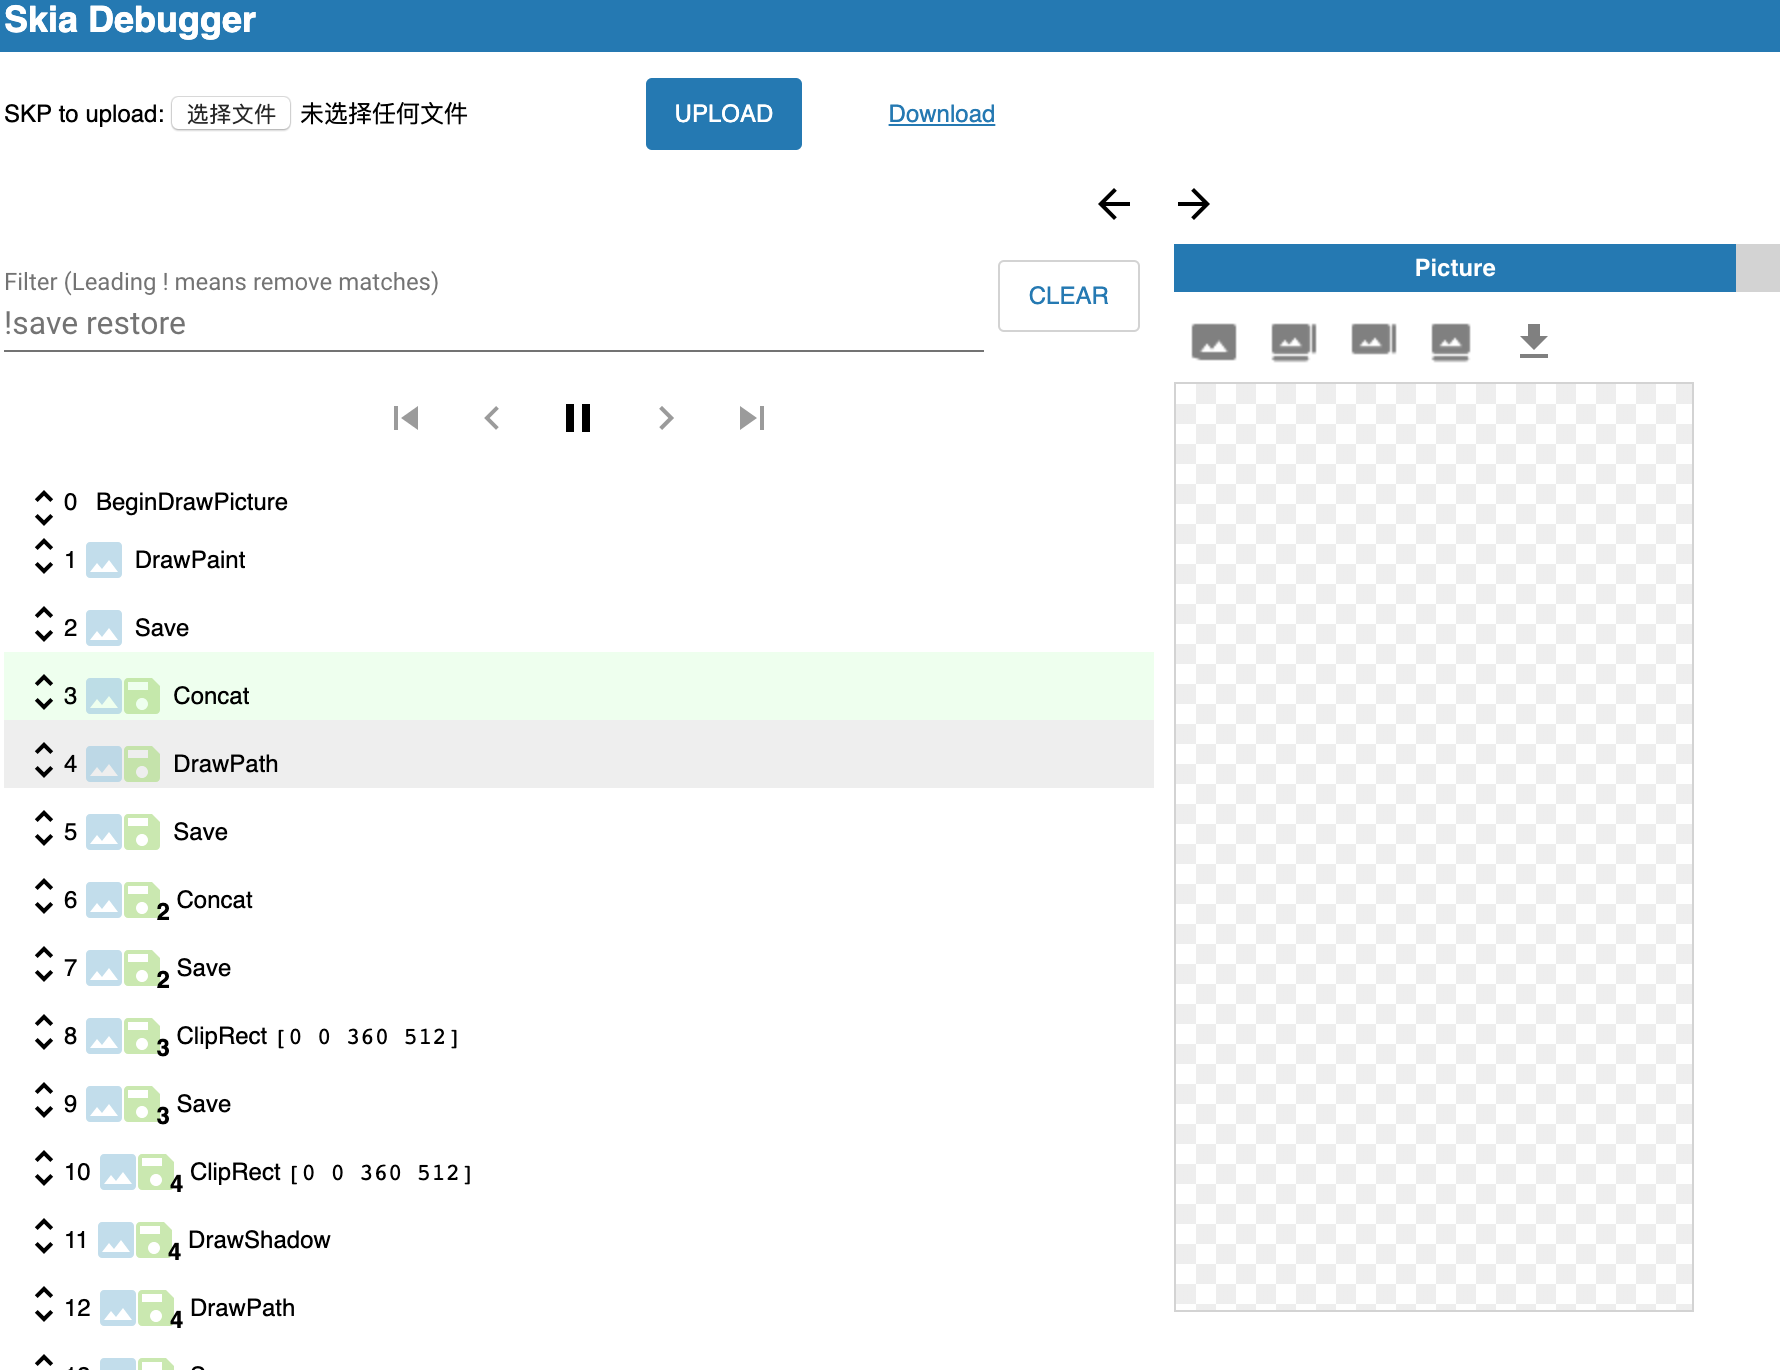 Skia Debugger
SKP to upload: 选择文件 未选择任何文件 UPLOAD Download
Filter (Leading ! means remove matches)
!save restore
CLEAR
Picture
0 BeginDrawPicture
1 DrawPaint
2 Save
3 Concat
4 DrawPath
5 Save
6 2 Concat
7 2 Save
8 3 ClipRect [0 0 360 512]
9 3 Save
10 4 ClipRect [0 0 360 512]
11 4 DrawShadow
12 4 DrawPath